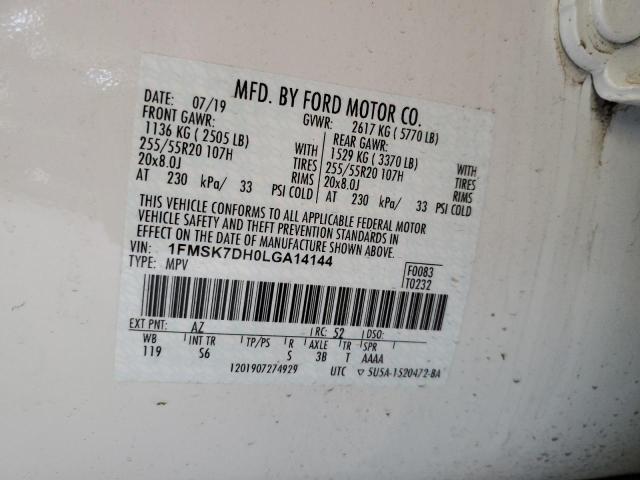 MFD. BY FORD MOTOR CO.
DATE: 07/19 GVWR: 2617 KG ( 5770 LB)
FRONT GAWR: REAR GAWR:
1136 KG ( 2505 LB) WITH 1529 KG ( 3370 LB) WITH
255/55R20 107H TIRES 255/55R20 107H TIRES
20x8.0J RIMS 20x8.0J RIMS
AT 230 kPa/ 33 PSI COLD AT 230 kPa/ 33 PSI COLD
THIS VEHICLE CONFORMS TO ALL APPLICABLE FEDERAL MOTOR
VEHICLE SAFETY AND THEFT PREVENTION STANDARDS IN
EFFECT ON THE DATE OF MANUFACTURE SHOWN ABOVE.
VIN: 1FMSK7DH0LGA14144
TYPE: MPV F0083
T0232
EXT PNT: AZ RC: 52 DSO:
WB INT TR TP/PS R AXLE TR SPR
119 S6 S 3B T AAAA
1201907274929 UTC ▽ 5U5A-1520472-BA